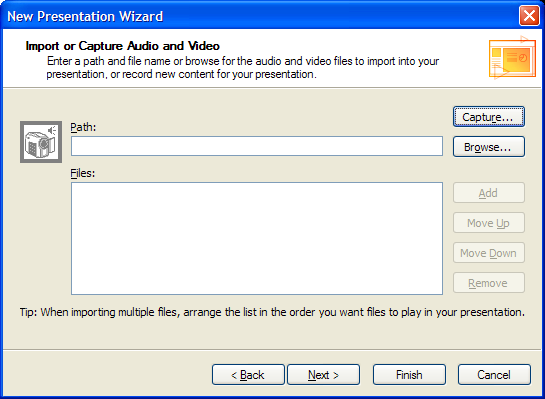 New Presentation Wizard
Import or Capture Audio and Video
Enter a path and file name or browse for the audio and video files to import into your
presentation, or record new content for your presentation.
Path:
Capture...
Browse...
Files:
Add
Move Up
Move Down
Remove
Tip: When importing multiple files, arrange the list in the order you want files to play in your presentation.
< Back
Next >
Finish
Cancel